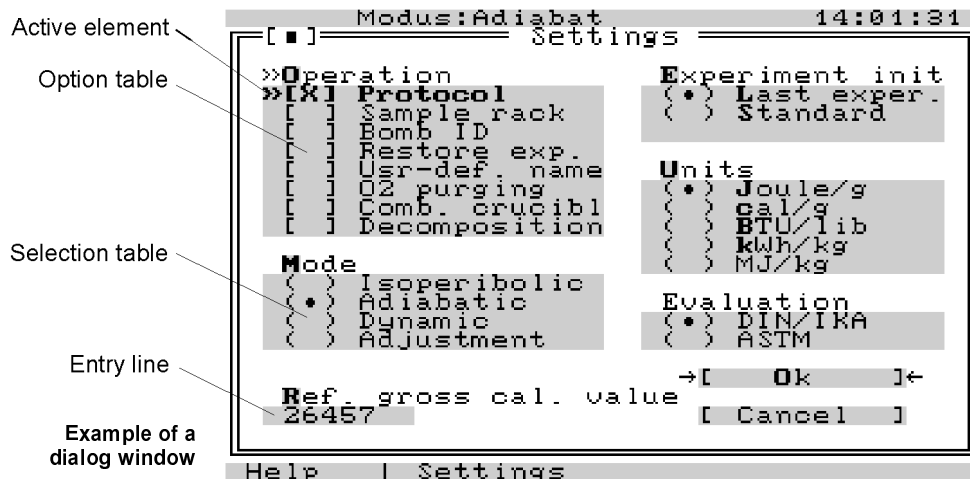 Modus:Adiabat 14:01:31
[■] Settings
Active element
Option table
Selection table
Entry line
Example of a
dialog window
»Operation
»[X] Protocol
[ ] Sample rack
[ ] Bomb ID
[ ] Restore exp.
[ ] Usr-def. name
[ ] O2 purging
[ ] Comb. crucibl
[ ] Decomposition
Mode
( ) Isoperibolic
(•) Adiabatic
( ) Dynamic
( ) Adjustment
Ref. gross cal. value
26457
Experiment init
(•) Last exper.
( ) Standard
Units
(•) Joule/g
( ) cal/g
( ) BTU/lib
( ) kWh/kg
( ) MJ/kg
Evaluation
(•) DIN/IKA
( ) ASTM
→[ Ok ]←
[ Cancel ]
Help | Settings